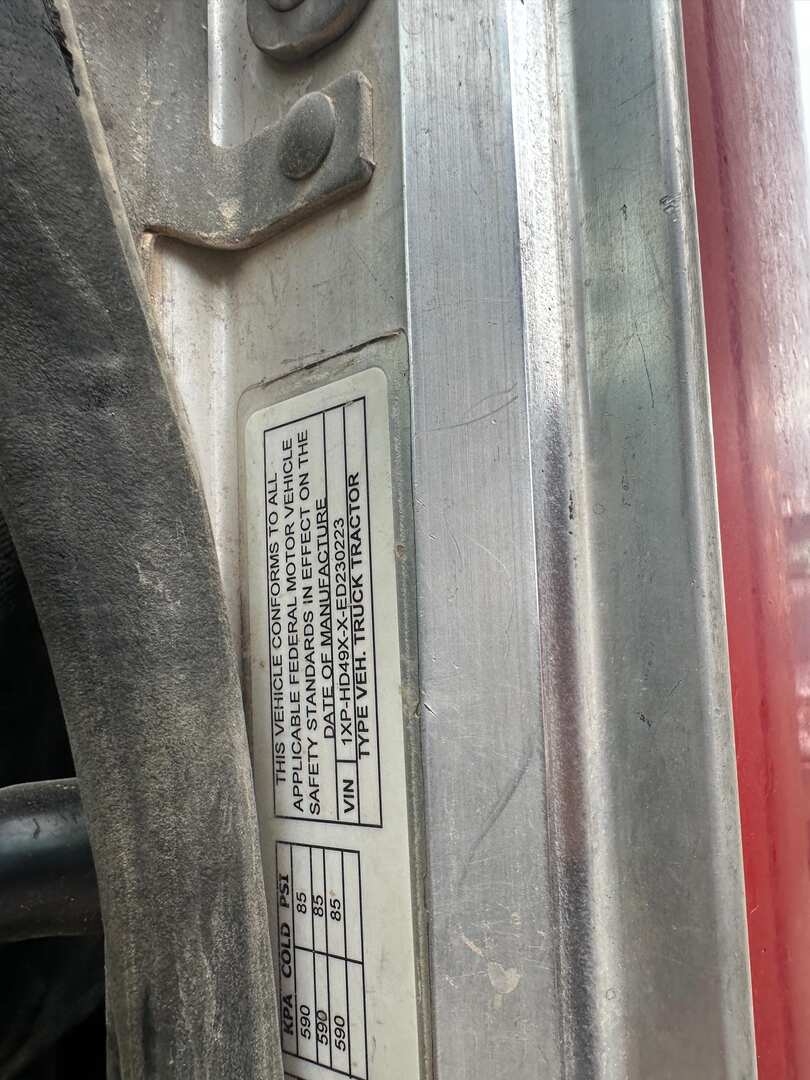 THIS VEHICLE CONFORMS TO ALL
APPLICABLE FEDERAL MOTOR VEHICLE
SAFETY STANDARDS IN EFFECT ON THE
DATE OF MANUFACTURE
VIN 1XP-HD49X-X-ED230223
TYPE VEH. TRUCK TRACTOR
KPA COLD PSI
590 85
590 85
590 85